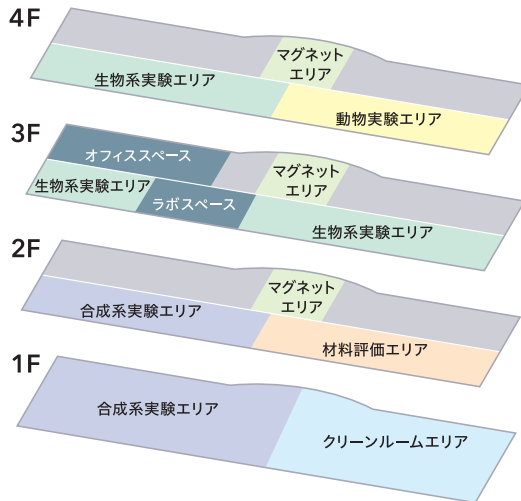 4F
マグネット
エリア
生物系実験エリア
動物実験エリア
3F
オフィススペース
マグネット
エリア
生物系実験エリア
ラボスペース
生物系実験エリア
2F
マグネット
エリア
合成系実験エリア
材料評価エリア
1F
合成系実験エリア
クリーンルームエリア